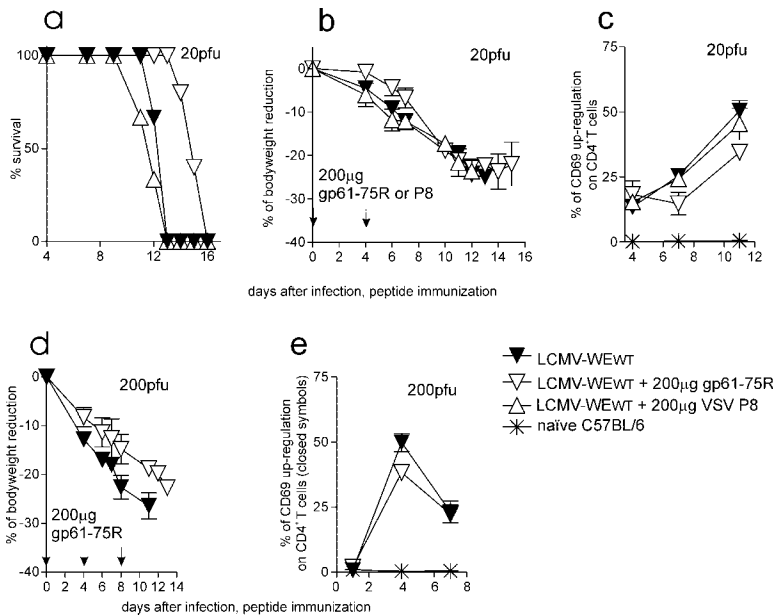 a
20pfu
% survival
100
50
0
4
8
12
16
b
20pfu
% of bodyweight reduction
0
-10
-20
-30
-40
200µg
gp61-75R or P8
0
2
4
6
8
10
12
14
16
c
20pfu
% of CD69 up-regulation
on CD4+T cells
75
50
25
0
4
6
8
10
12
days after infection, peptide immunization
d
200pfu
% of bodyweight reduction
0
-10
-20
-30
-40
200µg
gp61-75R
0
2
4
6
8
10
12
14
days after infection, peptide immunization
e
200pfu
% of CD69 up-regulation
on CD4+T cells (closed symbols)
75
50
25
0
0
2
4
6
8
LCMV-WEWT
LCMV-WEWT + 200µg gp61-75R
LCMV-WEWT + 200µg VSV P8
naïve C57BL/6